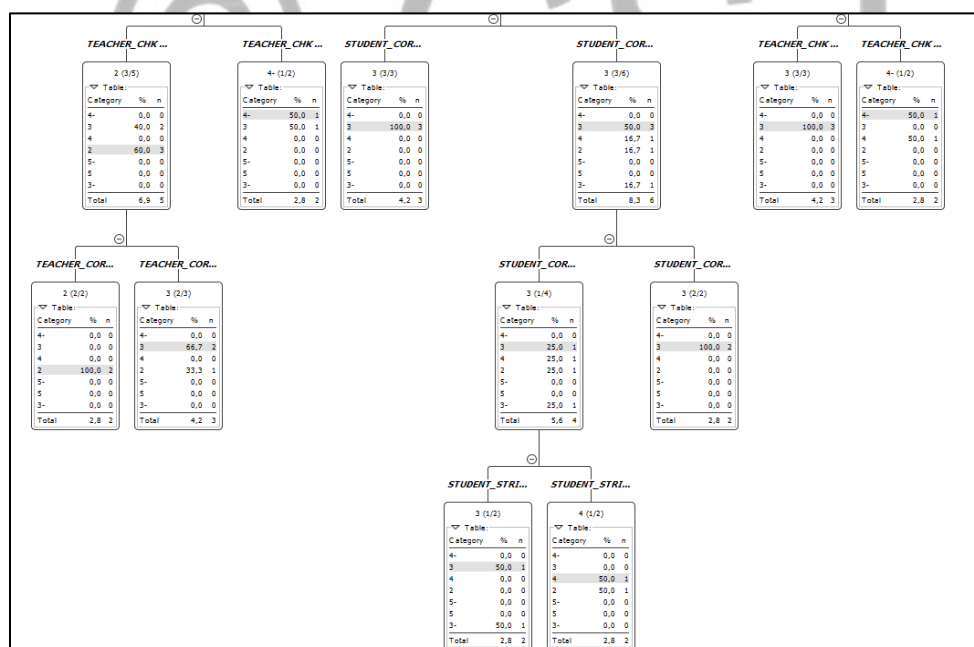 TEACHER_CHK ...
2 (3/5)
Table:
Category % n
4- 0,0 0
3 40,0 2
4 0,0 0
2 60,0 3
5- 0,0 0
5 0,0 0
3- 0,0 0
Total 6,9 5
TEACHER_CHK ...
4- (1/2)
Table:
Category % n
4- 50,0 1
3 50,0 1
4 0,0 0
2 0,0 0
5- 0,0 0
5 0,0 0
3- 0,0 0
Total 2,8 2
STUDENT_COR...
3 (3/3)
Table:
Category % n
4- 0,0 0
3 100,0 3
4 0,0 0
2 0,0 0
5- 0,0 0
5 0,0 0
3- 0,0 0
Total 4,2 3
STUDENT_COR...
3 (3/6)
Table:
Category % n
4- 0,0 0
3 50,0 3
4 16,7 1
2 16,7 1
5- 0,0 0
5 0,0 0
3- 16,7 1
Total 8,3 6
TEACHER_CHK ...
3 (3/3)
Table:
Category % n
4- 0,0 0
3 100,0 3
4 0,0 0
2 0,0 0
5- 0,0 0
5 0,0 0
3- 0,0 0
Total 4,2 3
TEACHER_CHK ...
4- (1/2)
Table:
Category % n
4- 50,0 1
3 0,0 0
4 50,0 1
2 0,0 0
5- 0,0 0
5 0,0 0
3- 0,0 0
Total 2,8 2
TEACHER_COR...
2 (2/2)
Table:
Category % n
4- 0,0 0
3 0,0 0
4 0,0 0
2 100,0 2
5- 0,0 0
5 0,0 0
3- 0,0 0
Total 2,8 2
TEACHER_COR...
3 (2/3)
Table:
Category % n
4- 0,0 0
3 66,7 2
4 0,0 0
2 33,3 1
5- 0,0 0
5 0,0 0
3- 0,0 0
Total 4,2 3
STUDENT_COR...
3 (1/4)
Table:
Category % n
4- 0,0 0
3 25,0 1
4 25,0 1
2 25,0 1
5- 0,0 0
5 0,0 0
3- 25,0 1
Total 5,6 4
STUDENT_COR...
3 (2/2)
Table:
Category % n
4- 0,0 0
3 100,0 2
4 0,0 0
2 0,0 0
5- 0,0 0
5 0,0 0
3- 0,0 0
Total 2,8 2
STUDENT_STRI...
3 (1/2)
Table:
Category % n
4- 0,0 0
3 50,0 1
4 0,0 0
2 0,0 0
5- 0,0 0
5 0,0 0
3- 50,0 1
Total 2,8 2
STUDENT_STRI...
4 (1/2)
Table:
Category % n
4- 0,0 0
3 0,0 0
4 50,0 1
2 50,0 1
5- 0,0 0
5 0,0 0
3- 0,0 0
Total 2,8 2